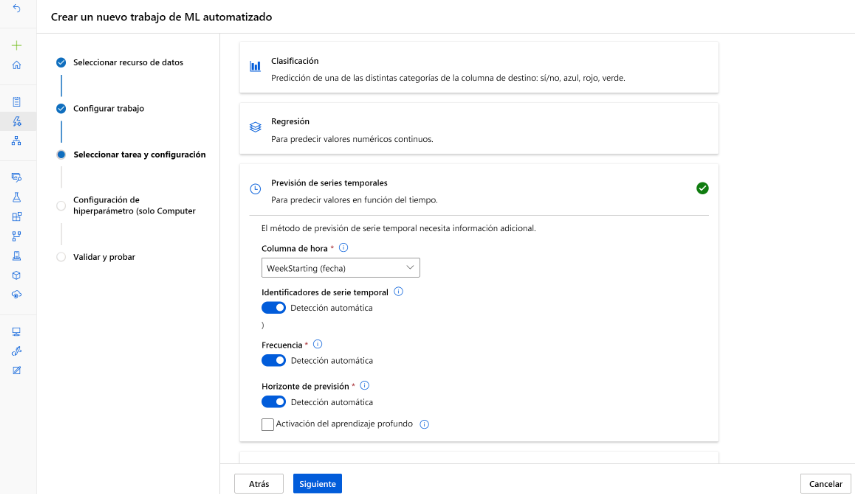 Crear un nuevo trabajo de ML automatizado
Seleccionar recurso de datos
Configurar trabajo
Seleccionar tarea y configuración
Configuración de
hiperparámetro (solo Computer
Validar y probar
Clasificación
Predicción de una de las distintas categorías de la columna de destino: sí/no, azul, rojo, verde.
Regresión
Para predecir valores numéricos continuos.
Previsión de series temporales
Para predecir valores en función del tiempo.
El método de previsión de serie temporal necesita información adicional.
Columna de hora *
WeekStarting (fecha)
Identificadores de serie temporal
Detección automática
)
Frecuencia *
Detección automática
Horizonte de previsión *
Detección automática
Activación del aprendizaje profundo
Atrás
Siguiente
Cancelar